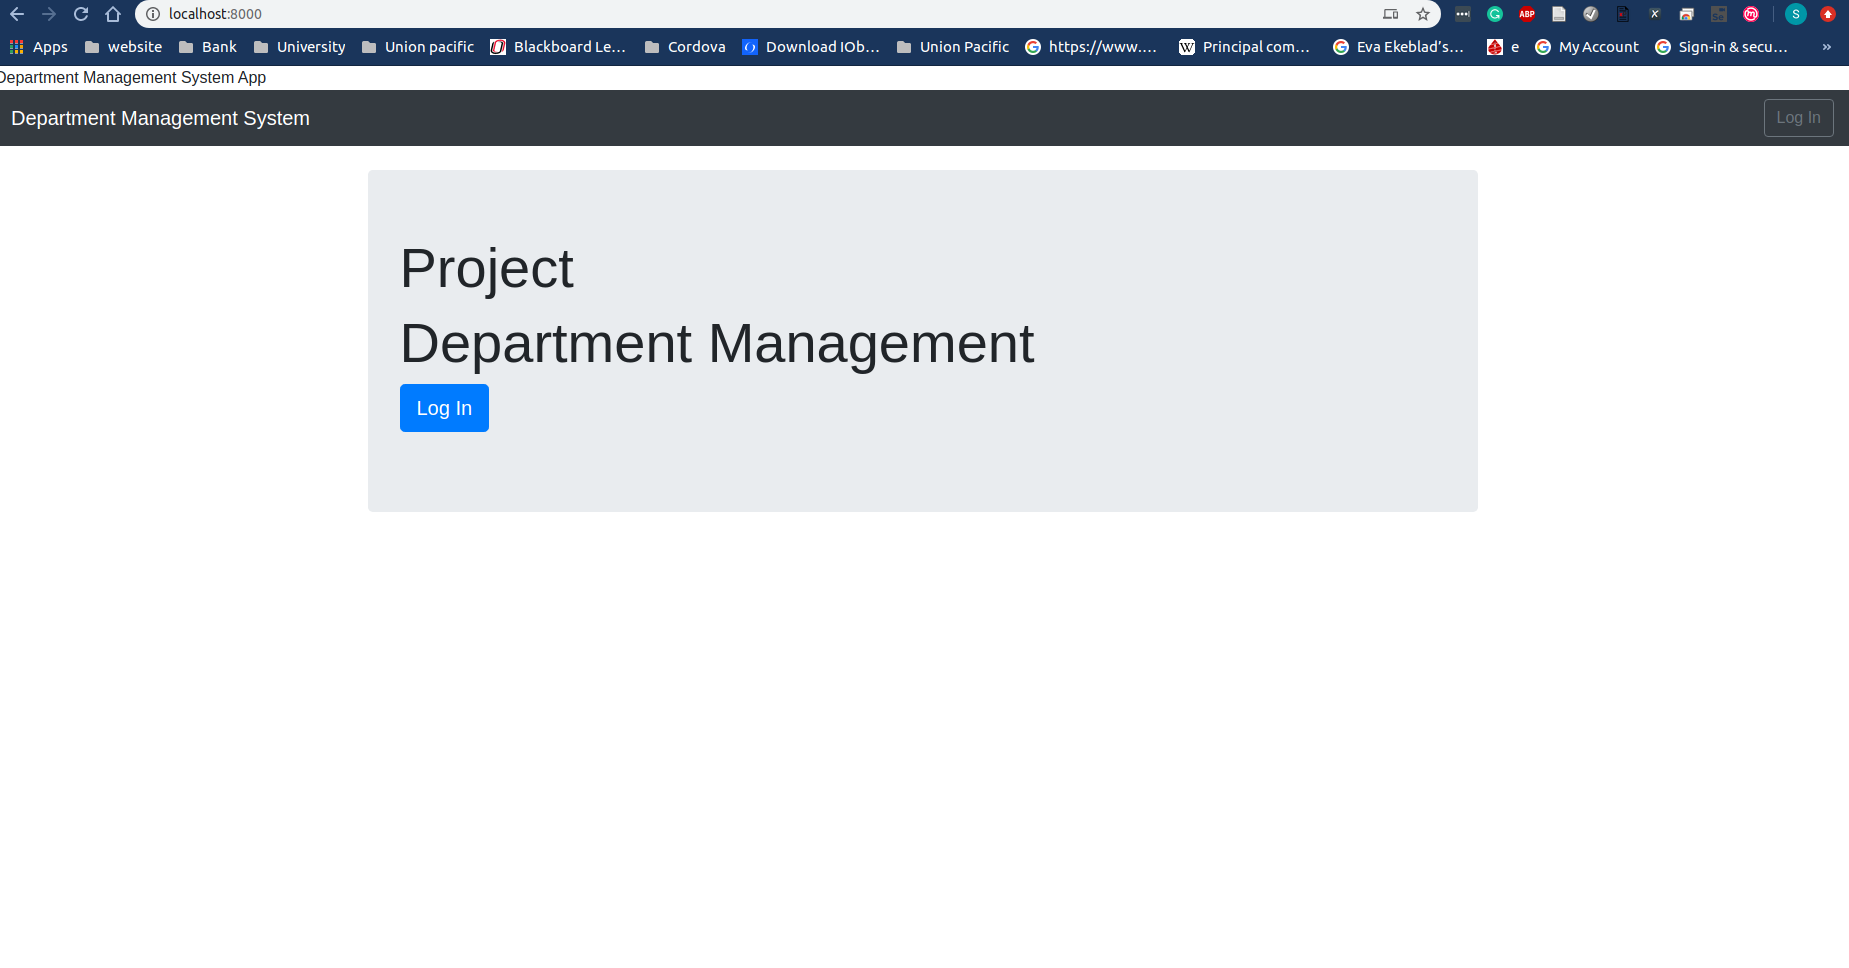 localhost:8000
ABP
S
Apps website Bank University Union pacific Blackboard Le... Cordova Download IOb... Union Pacific https://www.... Principal com... Eva Ekeblad's... e My Account Sign-in & secu... »
Department Management System App
Department Management System Log In
Project
Department Management
Log In